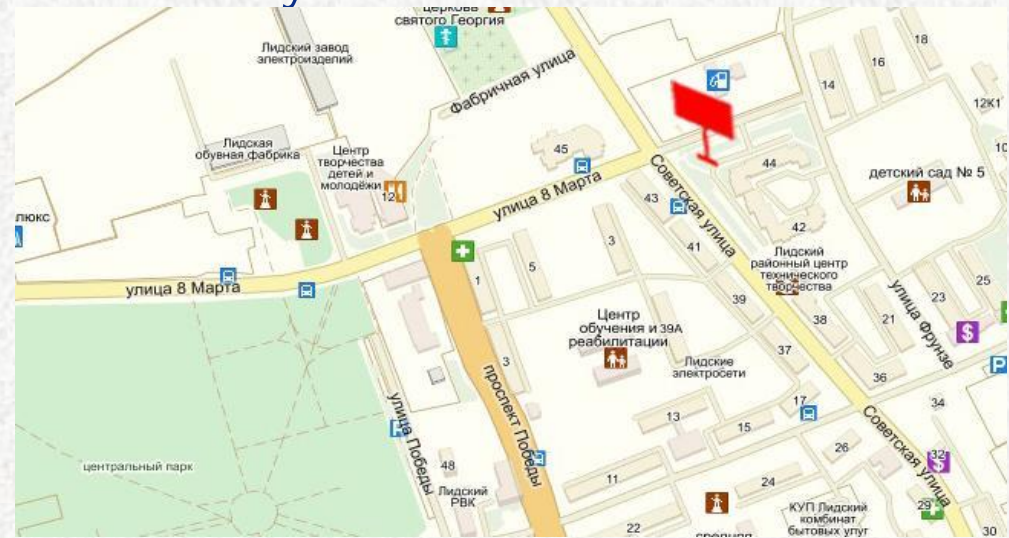 церковь
святого Георгия
Лидский завод
электроизделий
Фабричная улица
18
16
14
12К1
10
Лидская
обувная фабрика
Центр
творчества
детей и
молодёжи
12
45
улица 8 Марта
Советская улица
44
детский сад № 5
43
42
41
люкс
3
5
1
улица 8 Марта
Лидский
районный центр
технического
творчества
39
38
улица Фрунзе
25
23
21
$
Центр
обучения и
реабилитации
39А
Лидские
электросети
37
36
3
P
17
34
13
15
проспект Победы
улица Победы
Советская улица
26
32
$
центральный парк
48
Лидский
РВК
11
24
29
КУП Лидский
комбинат
бытовых услуг
22
30